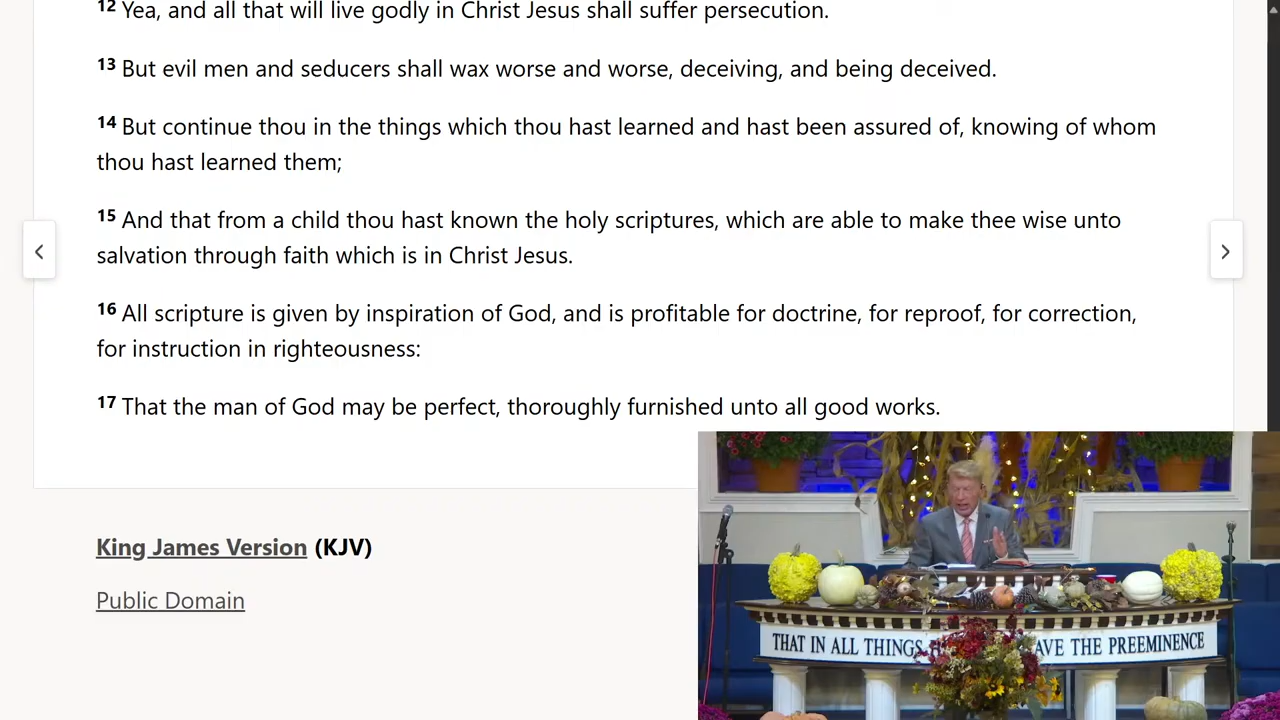 12 Yea, and all that will live godly in Christ Jesus shall suffer persecution.
13 But evil men and seducers shall wax worse and worse, deceiving, and being deceived.
14 But continue thou in the things which thou hast learned and hast been assured of, knowing of whom
thou hast learned them;
15 And that from a child thou hast known the holy scriptures, which are able to make thee wise unto
salvation through faith which is in Christ Jesus.
16 All scripture is given by inspiration of God, and is profitable for doctrine, for reproof, for correction,
for instruction in righteousness:
17 That the man of God may be perfect, thoroughly furnished unto all good works.
King James Version (KJV)
Public Domain
THAT IN ALL THINGS AVE THE PREEMINENCE